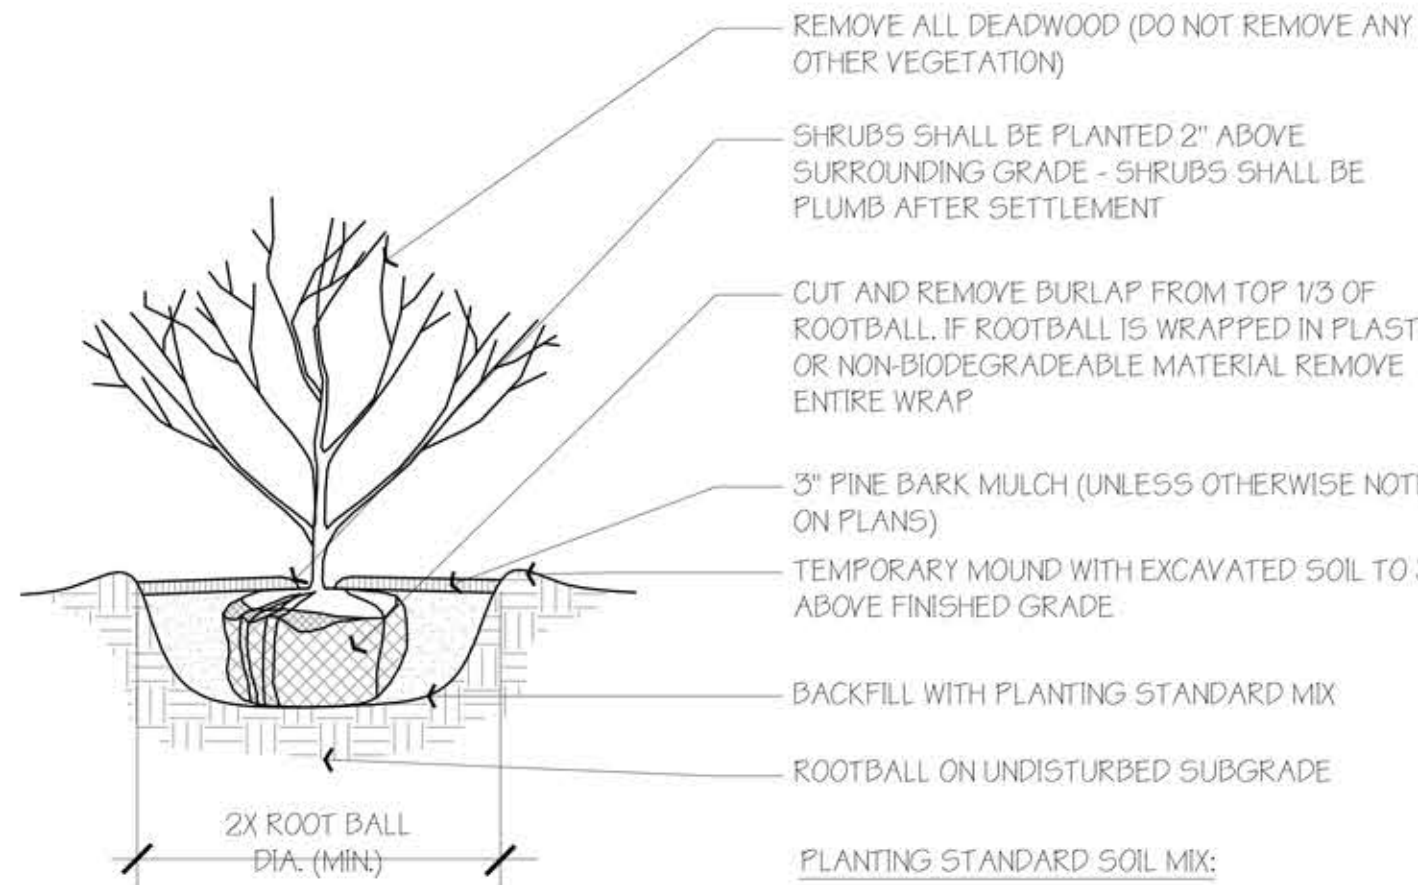 REMOVE ALL DEADWOOD (DO NOT REMOVE ANY
OTHER VEGETATION)
SHRUBS SHALL BE PLANTED 2" ABOVE
SURROUNDING GRADE - SHRUBS SHALL BE
PLUMB AFTER SETTLEMENT
CUT AND REMOVE BURLAP FROM TOP 1/3 OF
ROOTBALL. IF ROOTBALL IS WRAPPED IN PLAST
OR NON-BIODEGRADEABLE MATERIAL REMOVE
ENTIRE WRAP
3" PINE BARK MULCH (UNLESS OTHERWISE NOT
ON PLANS)
TEMPORARY MOUND WITH EXCAVATED SOIL TO
ABOVE FINISHED GRADE
BACKFILL WITH PLANTING STANDARD MIX
ROOTBALL ON UNDISTURBED SUBGRADE
2X ROOT BALL
DIA. (MIN.)
PLANTING STANDARD SOIL MIX: